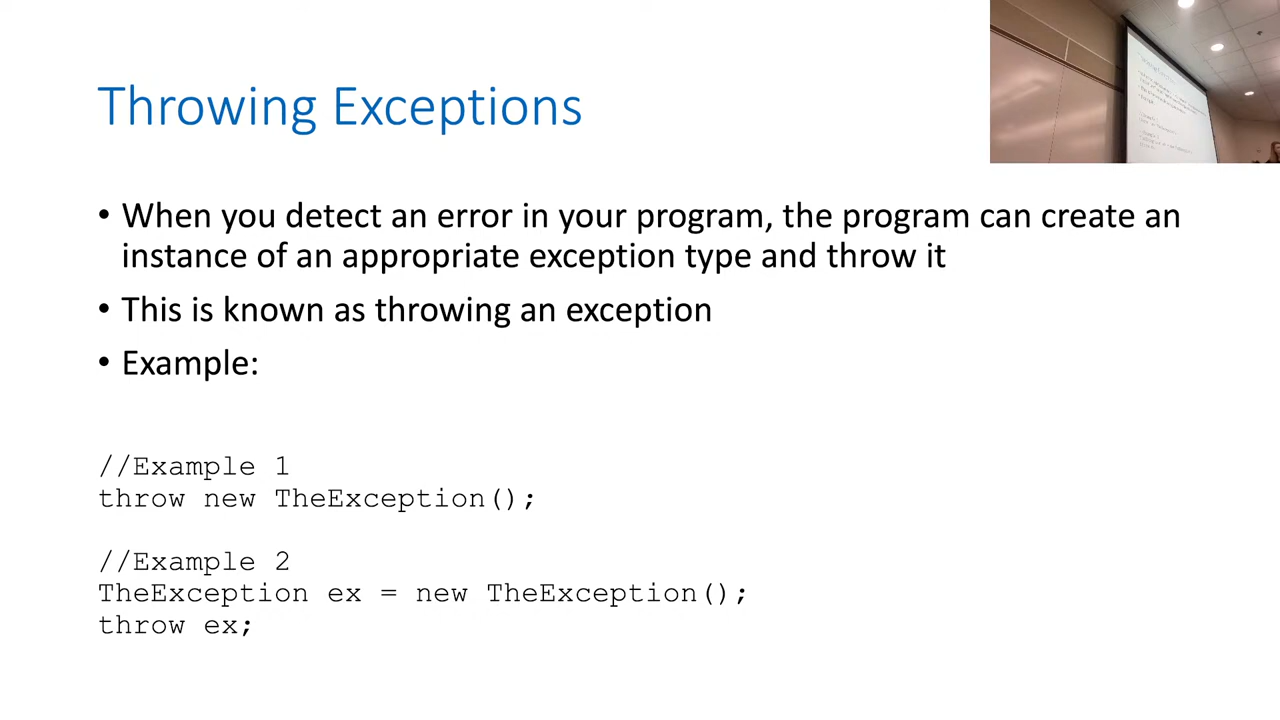 Throwing Exceptions
• When you detect an error in your program, the program can create an
instance of an appropriate exception type and throw it
• This is known as throwing an exception
• Example:
//Example 1
throw new TheException();
//Example 2
TheException ex = new TheException();
throw ex;